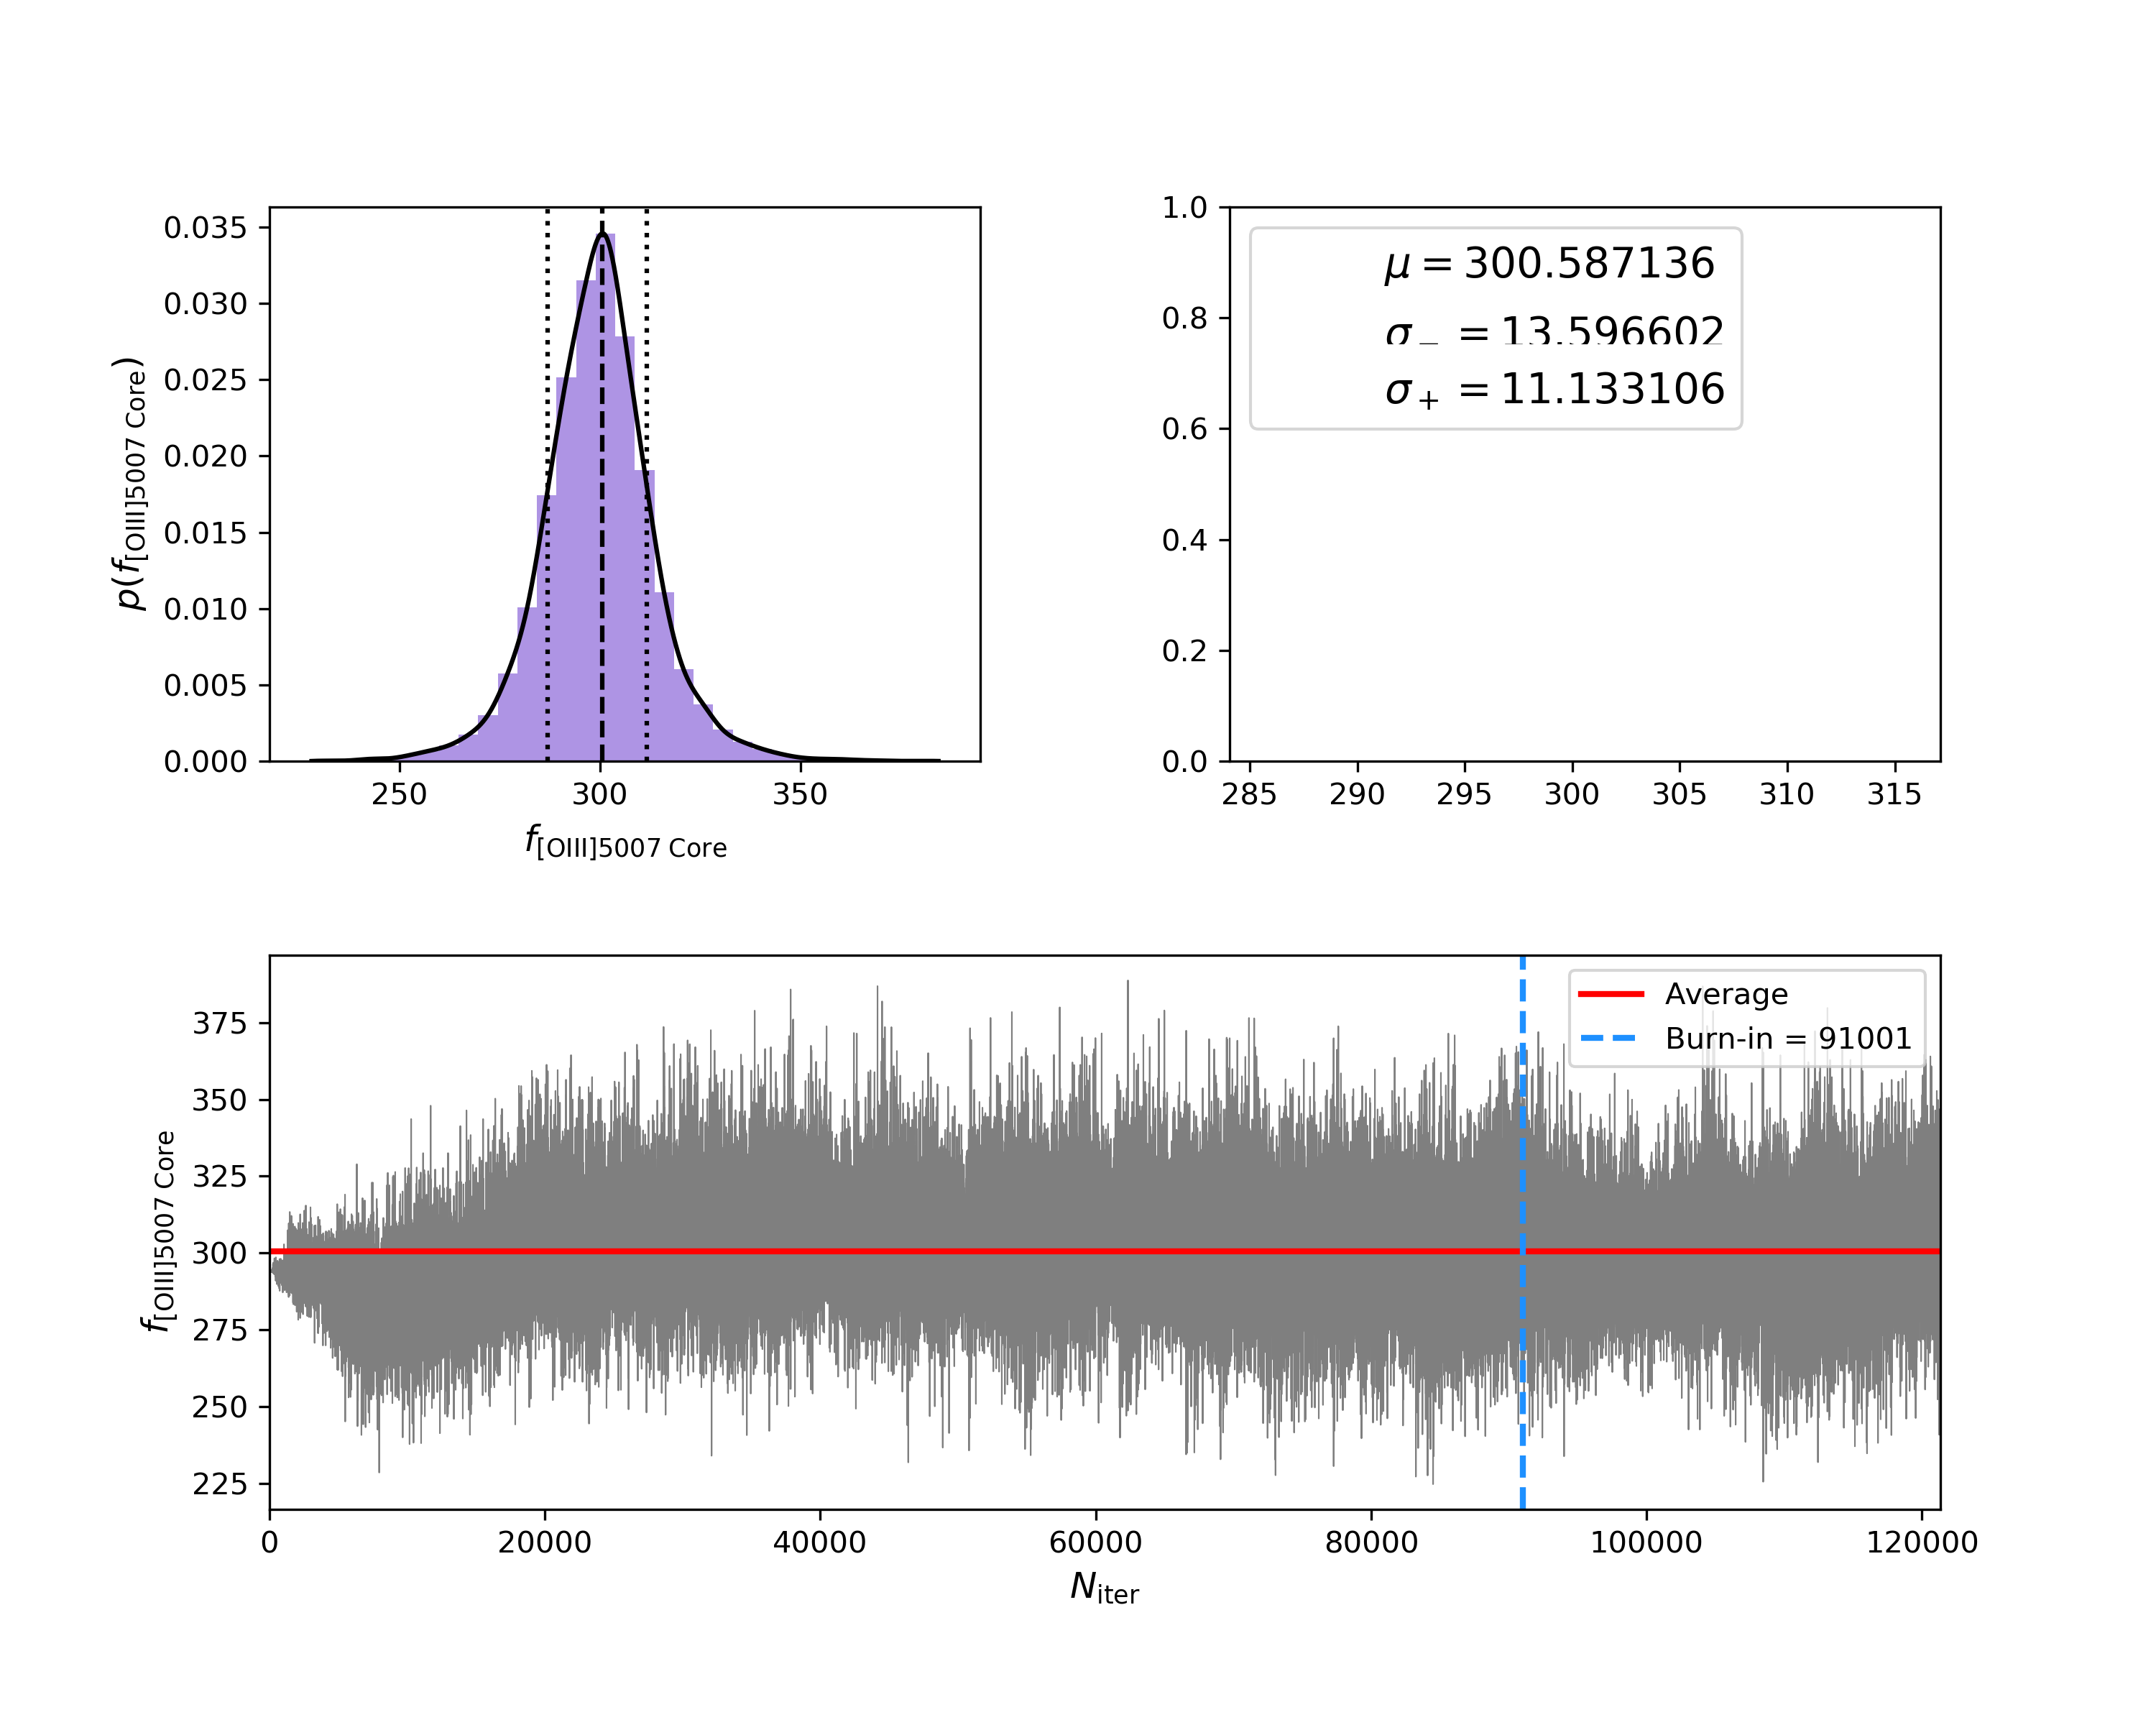 0.035
0.030
0.025
0.020
0.015
0.010
0.005
0.000
250 300 350
p(f[OIII]5007 Core)
f[OIII]5007 Core
1.0
0.8
0.6
0.4
0.2
0.0
285 290 295 300 305 310 315
μ = 300.587136
σ− = 13.596602
σ+ = 11.133106
375
350
325
300
275
250
225
f[OIII]5007 Core
Average
Burn-in = 91001
0 20000 40000 60000 80000 100000 120000
Niter